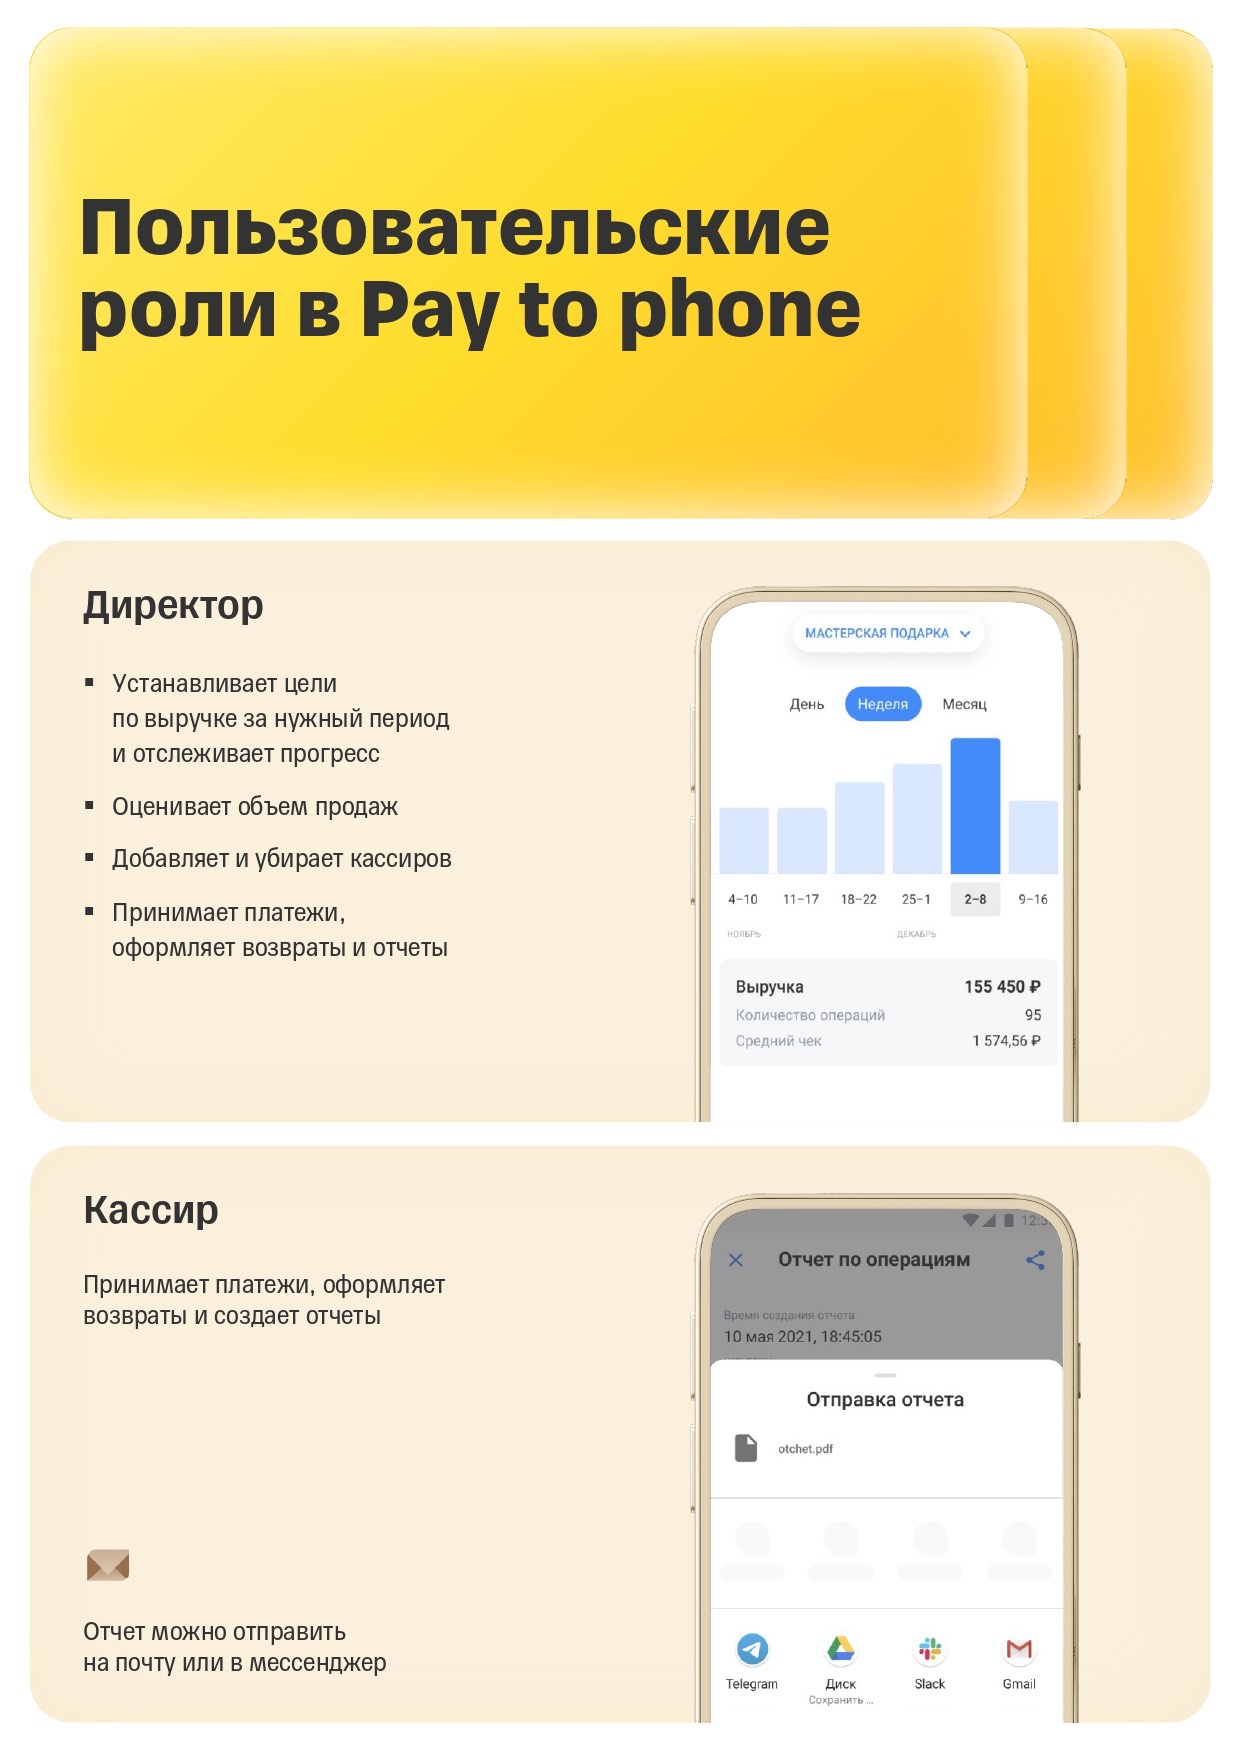 Пользовательские
роли в Pay to phone
Директор
▪ Устанавливает цели
по выручке за нужный период
и отслеживает прогресс
▪ Оценивает объем продаж
▪ Добавляет и убирает кассиров
▪ Принимает платежи,
оформляет возвраты и отчеты
МАСТЕРСКАЯ ПОДАРКА
День Неделя Месяц
4–10 11–17 18–22 25–1 2–8 9–16
НОЯБРЬ ДЕКАБРЬ
Выручка 155 450 ₽
Количество операций 95
Средний чек 1 574,56 ₽
Кассир
Принимает платежи, оформляет
возвраты и создает отчеты
Отчет можно отправить
на почту или в мессенджер
Отчет по операциям
Время создания отчета
10 мая 2021, 18:45:05
Отправка отчета
otchet.pdf
Telegram Диск Slack Gmail
Сохранить ...